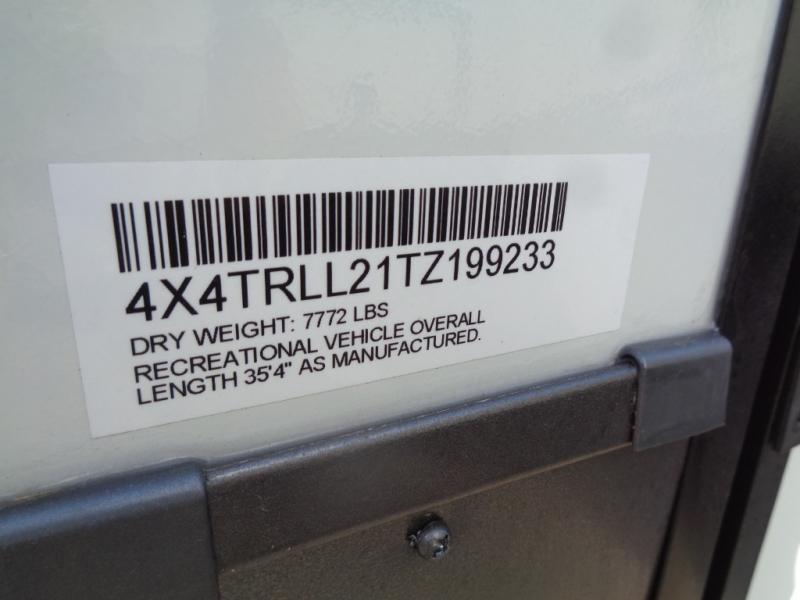 4X4TRLL21TZ199233
DRY WEIGHT: 7772 LBS
RECREATIONAL VEHICLE OVERALL
LENGTH 35'4" AS MANUFACTURED.